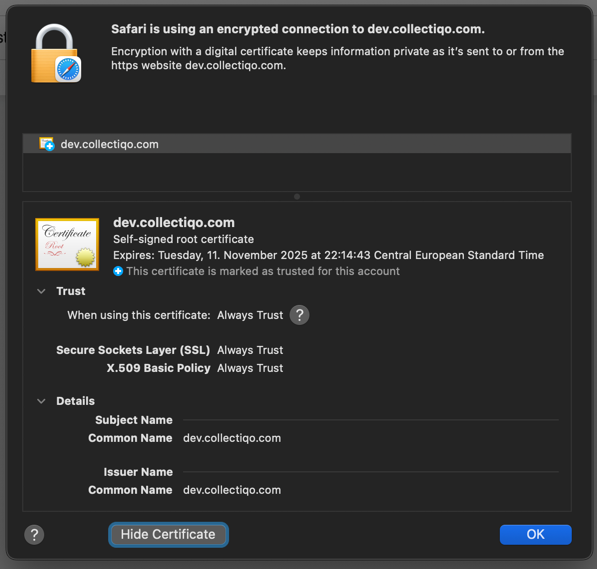 Safari is using an encrypted connection to dev.collectiqo.com.
Encryption with a digital certificate keeps information private as it’s sent to or from the
https website dev.collectiqo.com.
dev.collectiqo.com
Certificate
Root
dev.collectiqo.com
Self-signed root certificate
Expires: Tuesday, 11. November 2025 at 22:14:43 Central European Standard Time
This certificate is marked as trusted for this account
Trust
When using this certificate: Always Trust ?
Secure Sockets Layer (SSL) Always Trust
X.509 Basic Policy Always Trust
Details
Subject Name
Common Name dev.collectiqo.com
Issuer Name
Common Name dev.collectiqo.com
? Hide Certificate OK